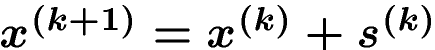 x^{(k+1)} = x^{(k)} + s^{(k)}